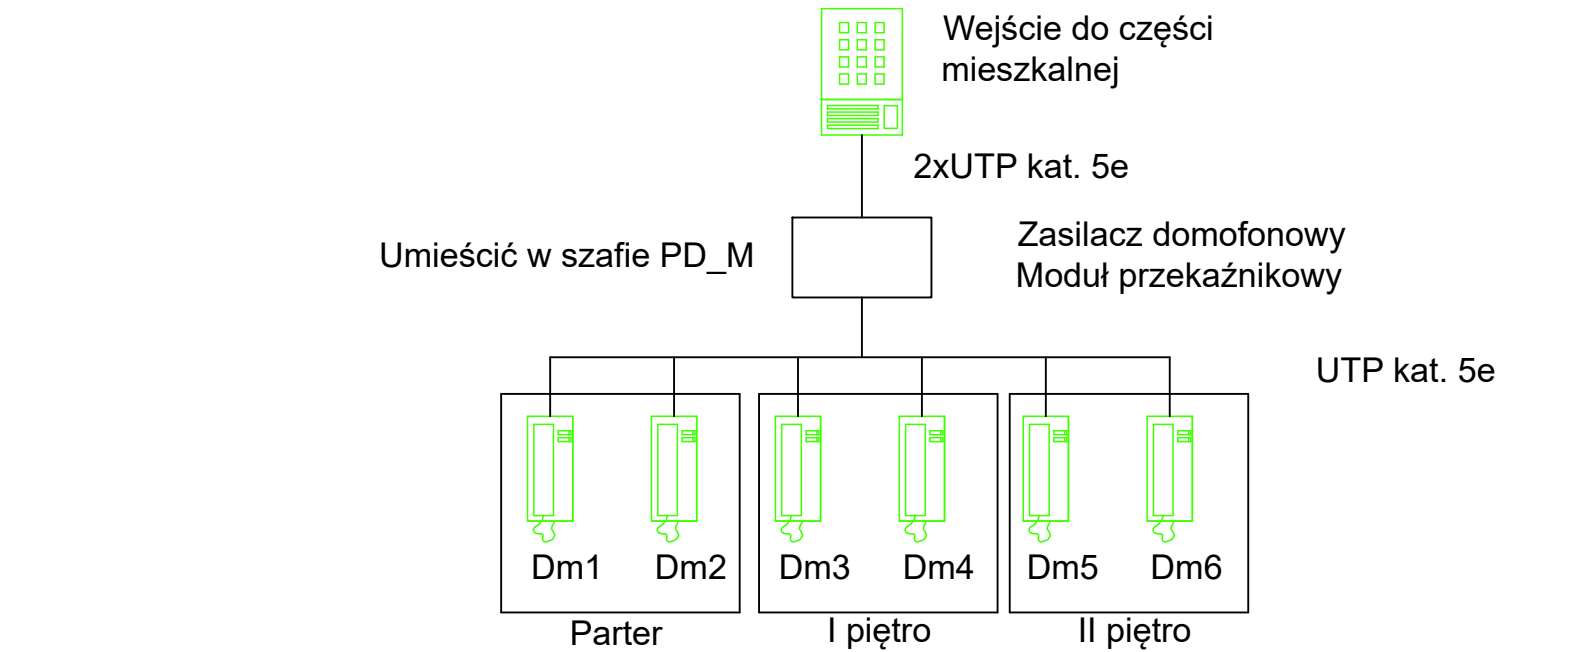 Wejście do części
mieszkalnej
2xUTP kat. 5e
Umieścić w szafie PD_M
Zasilacz domofonowy
Moduł przekaźnikowy
UTP kat. 5e
Dm1
Dm2
Dm3
Dm4
Dm5
Dm6
Parter
I piętro
II piętro